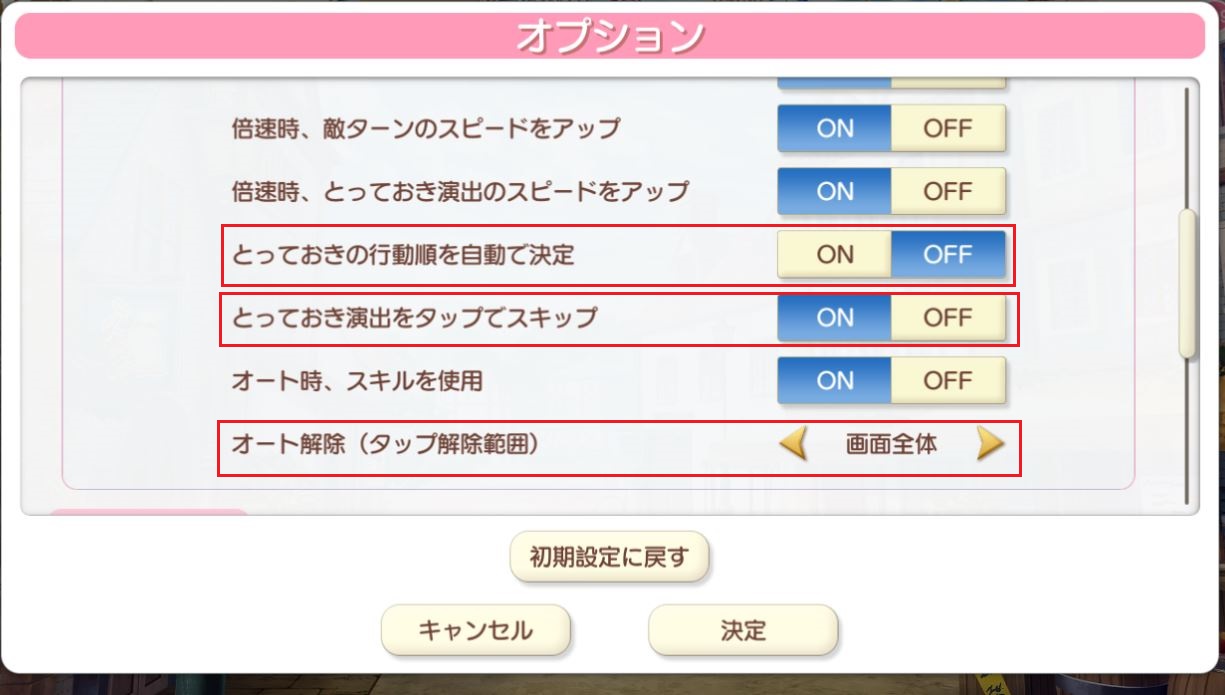 オプション
倍速時、敵ターンのスピードをアップ ON OFF
倍速時、とっておき演出のスピードをアップ ON OFF
とっておきの行動順を自動で決定 ON OFF
とっておき演出をタップでスキップ ON OFF
オート時、スキルを使用 ON OFF
オート解除（タップ解除範囲） 画面全体
初期設定に戻す
キャンセル 決定